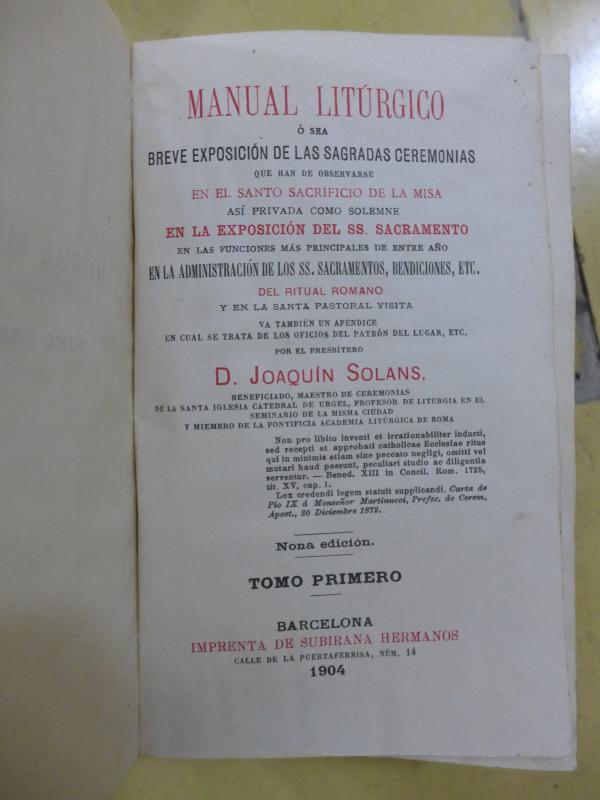 MANUAL LITÚRGICO
Ó SEA
BREVE EXPOSICIÓN DE LAS SAGRADAS CEREMONIAS
QUE HAN DE OBSERVARSE
EN EL SANTO SACRIFICIO DE LA MISA
ASÍ PRIVADA COMO SOLEMNE
EN LA EXPOSICIÓN DEL SS. SACRAMENTO
EN LAS FUNCIONES MÁS PRINCIPALES DE ENTRE AÑO
EN LA ADMINISTRACIÓN DE LOS SS. SACRAMENTOS, BENDICIONES, ETC.
DEL RITUAL ROMANO
Y EN LA SANTA PASTORAL VISITA
VA TAMBIÉN UN APÉNDICE
EN CUAL SE TRATA DE LOS OFICIOS DEL PATRÓN DEL LUGAR, ETC.
POR EL PRESBÍTERO
D. JOAQUÍN SOLANS,
BENEFICIADO, MAESTRO DE CEREMONIAS
DE LA SANTA IGLESIA CATEDRAL DE URGEL, PROFESOR DE LITURGIA EN EL
SEMINARIO DE LA MISMA CIUDAD
Y MIEMBRO DE LA PONTIFICIA ACADEMIA LITÚRGICA DE ROMA
Non pro libito inventi et irrationabiliter inducti,
sed recepti et approbati catholicae Ecclesiae ritus
qui in minimis etiam sine peccato negligi, omitti vel
mutari haud possunt, peculiari studio ac diligentia
serventur. — Bened. XIII in Concil. Rom. 1725,
tit. XV, cap. 1.
Lex credendi legem statuit supplicandi. Carta de
Pío IX á Monseñor Martinucci, Prefec. de Cerem.
Apost., 30 Diciembre 1872.
Nona edición.
TOMO PRIMERO
BARCELONA
IMPRENTA DE SUBIRANA HERMANOS
CALLE DE LA PUERTAFERRISA, NÚM. 14
1904